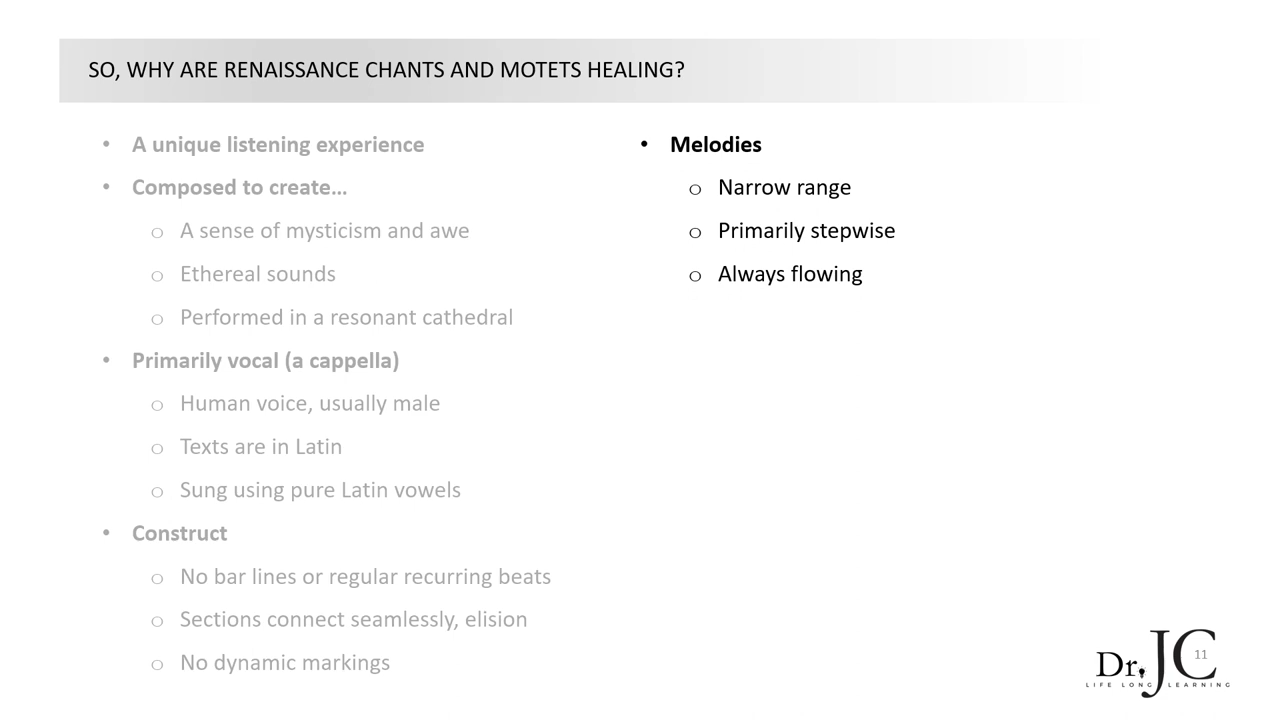 SO, WHY ARE RENAISSANCE CHANTS AND MOTETS HEALING?
• A unique listening experience
• Composed to create…
o A sense of mysticism and awe
o Ethereal sounds
o Performed in a resonant cathedral
• Primarily vocal (a cappella)
o Human voice, usually male
o Texts are in Latin
o Sung using pure Latin vowels
• Construct
o No bar lines or regular recurring beats
o Sections connect seamlessly, elision
o No dynamic markings
• Melodies
o Narrow range
o Primarily stepwise
o Always flowing
Dr. JC
11
LIFE LONG LEARNING